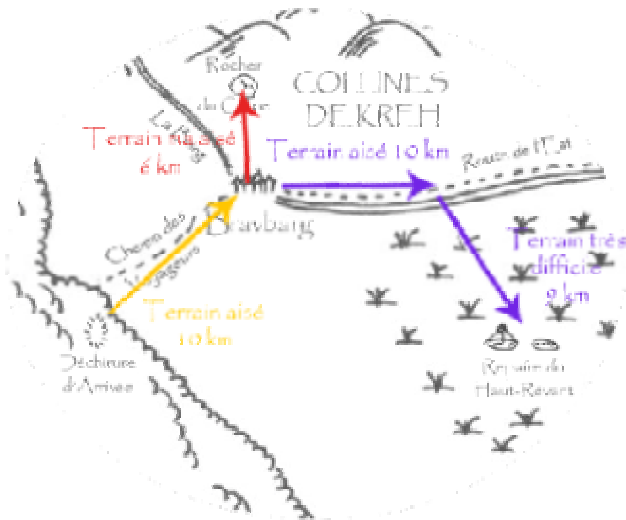 Rocher
COLLINES
DE KREH
Terrain
6 km
Terrain aisé 10 km
Route de l'Est
Chemin des
Voyageurs
Terrain très
difficile
9 km
Terrain aisé
10 km
Déchirure
d'Arrivée
Repaire du
Haut-Rêvant